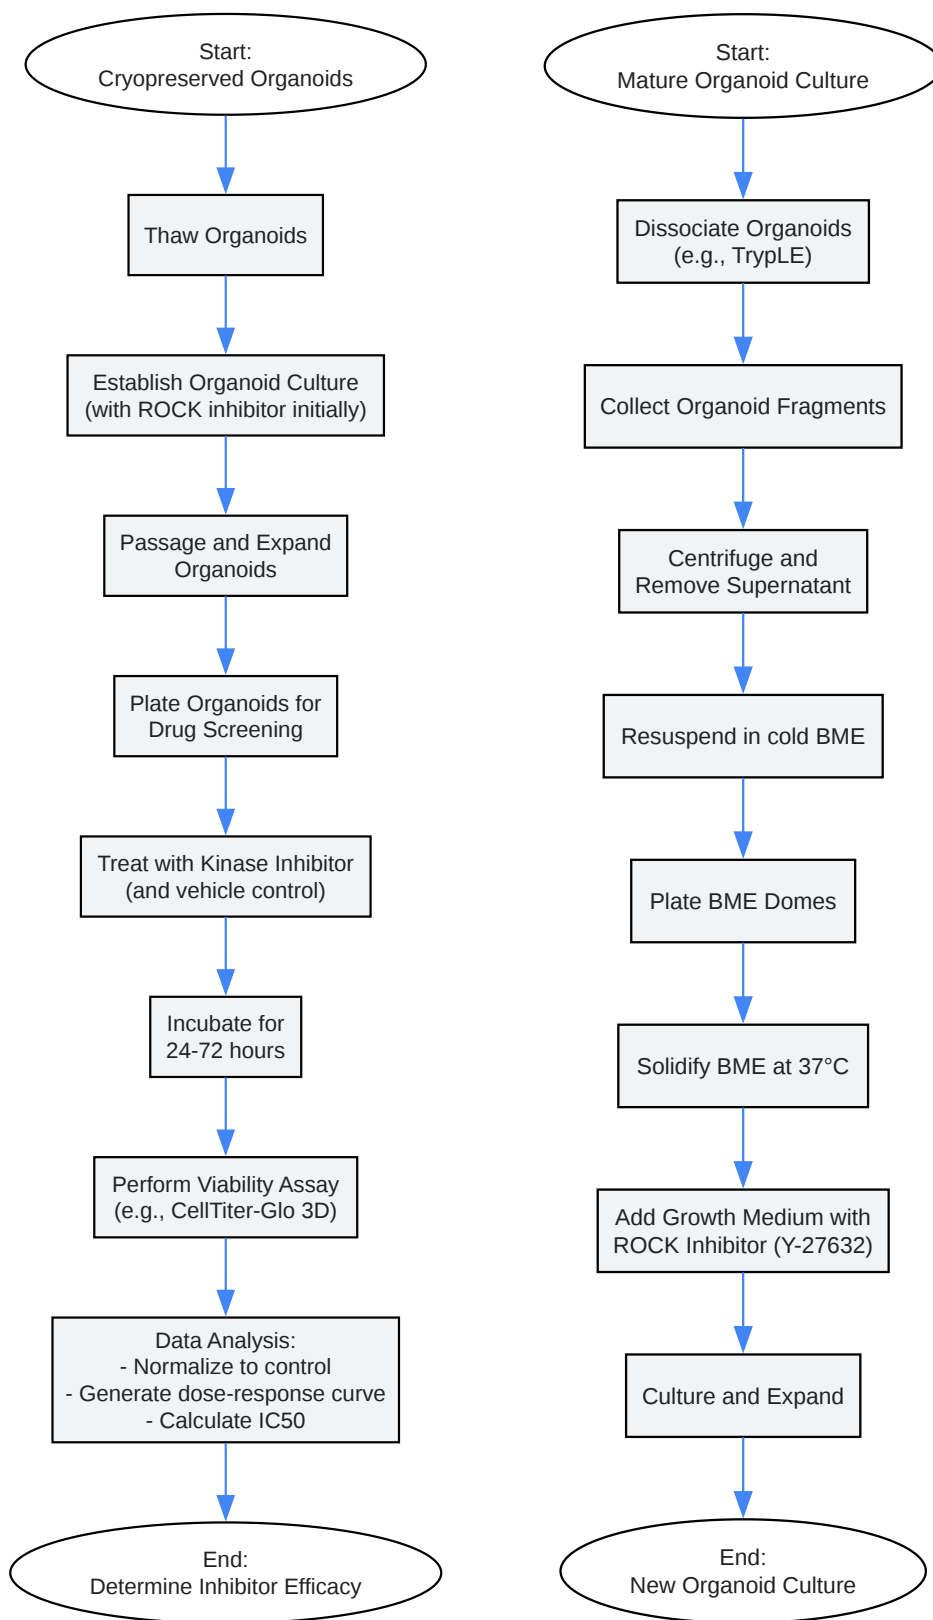 Start:
Cryopreserved Organoids
Thaw Organoids
Establish Organoid Culture
(with ROCK inhibitor initially)
Passage and Expand
Organoids
Plate Organoids for
Drug Screening
Treat with Kinase Inhibitor
(and vehicle control)
Incubate for
24-72 hours
Perform Viability Assay
(e.g., CellTiter-Glo 3D)
Data Analysis:
- Normalize to control
- Generate dose-response curve
- Calculate IC50
End:
Determine Inhibitor Efficacy
Start:
Mature Organoid Culture
Dissociate Organoids
(e.g., TrypLE)
Collect Organoid Fragments
Centrifuge and
Remove Supernatant
Resuspend in cold BME
Plate BME Domes
Solidify BME at 37°C
Add Growth Medium with
ROCK Inhibitor (Y-27632)
Culture and Expand
End:
New Organoid Culture